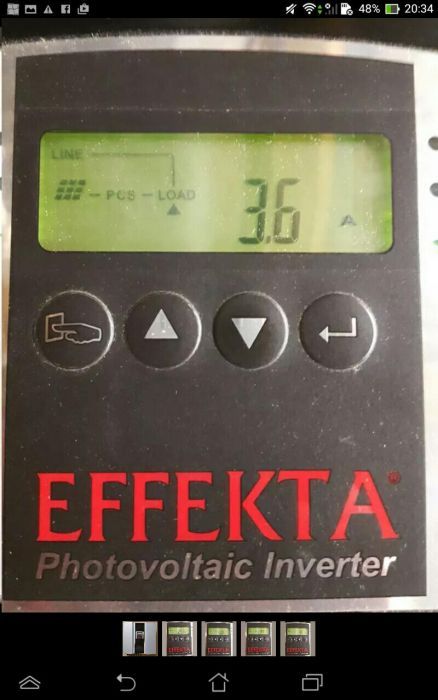 48% 20:34
LINE
PCS LOAD
3.6 A
EFFEKTA®
Photovoltaic Inverter